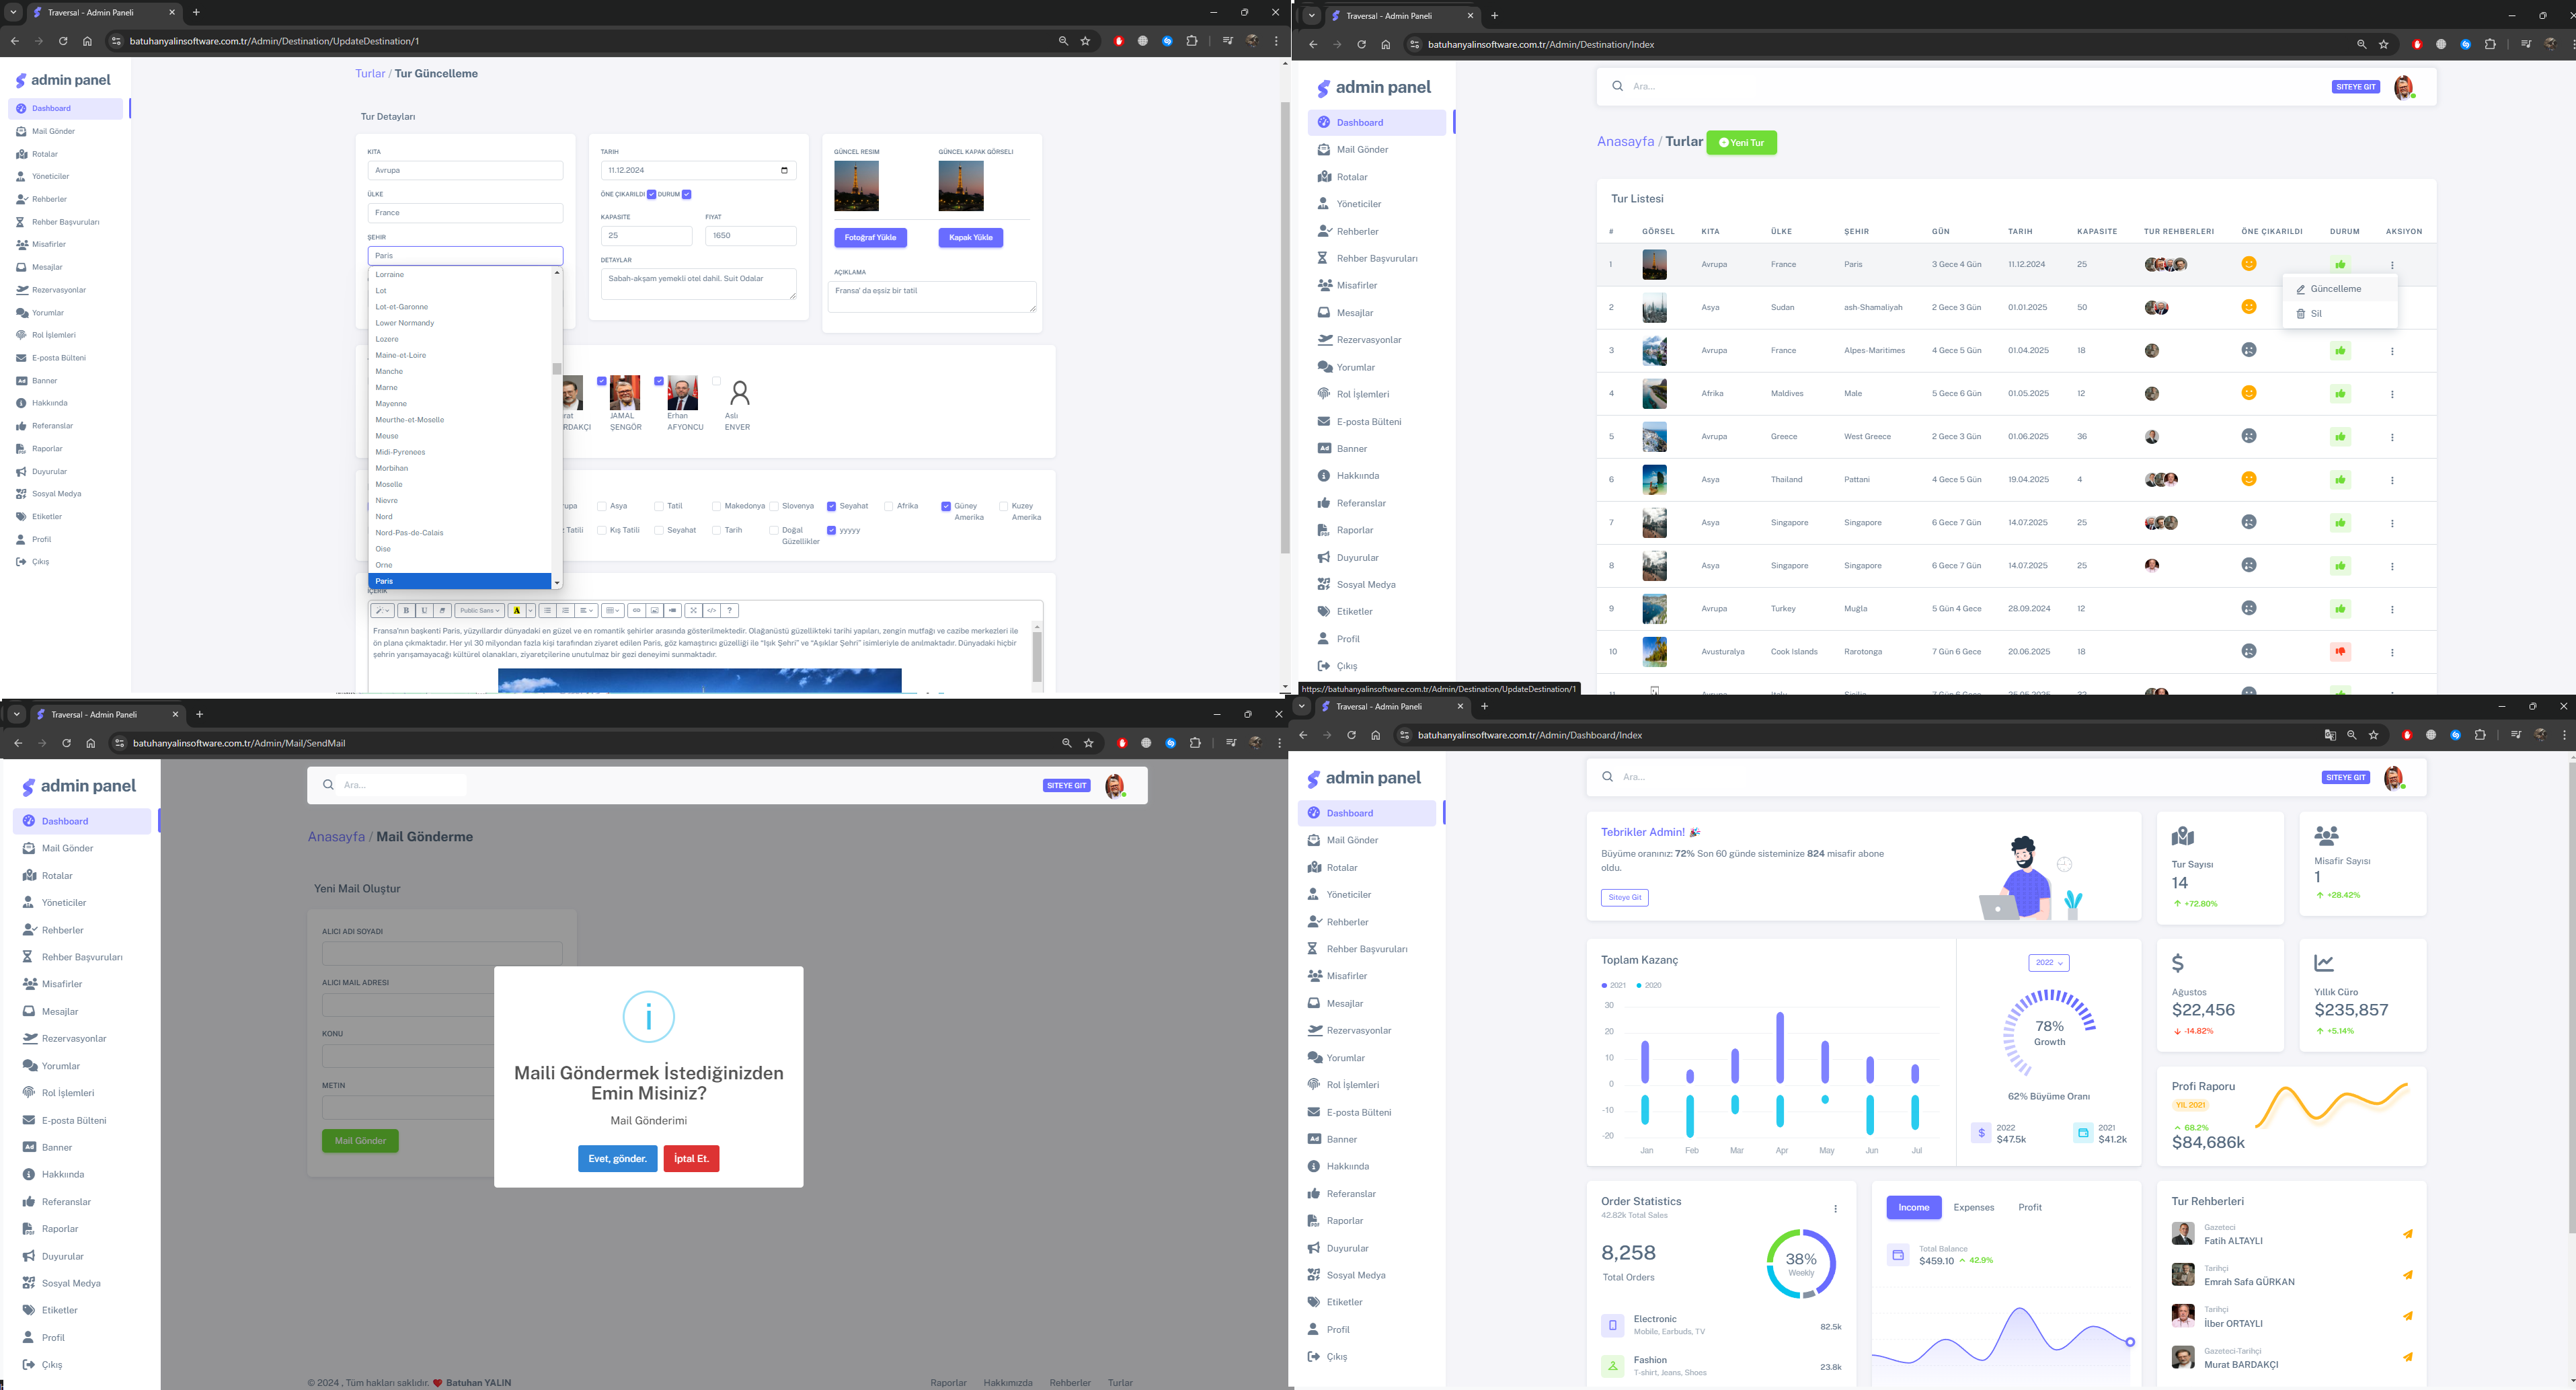 Traversal - Admin Paneli
batuhanyalinsoftware.com.tr/Admin/Destination/UpdateDestination/1
admin panel
Dashboard
Mail Gönder
Rotalar
Yöneticiler
Rehberler
Rehber Başvuruları
Misafirler
Mesajlar
Rezervasyonlar
Yorumlar
Rol İşlemleri
E-posta Bülteni
Banner
Hakkıında
Referanslar
Raporlar
Duyurular
Sosyal Medya
Etiketler
Profil
Çıkış
Turlar / Tur Güncelleme
Tur Detayları
KITA
Avrupa
ÜLKE
France
ŞEHIR
Paris
Lorraine
Lot
Lot-et-Garonne
Lower Normandy
Lozere
Maine-et-Loire
Manche
Marne
Mayenne
Meurthe-et-Moselle
Meuse
Midi-Pyrenees
Morbihan
Moselle
Nievre
Nord
Nord-Pas-de-Calais
Oise
Orne
Paris
TARIH
11.12.2024
ÖNE ÇIKARILDI DURUM
KAPASITE FIYAT
25 1650
DETAYLAR
Sabah-akşam yemekli otel dahil. Suit Odalar
GÜNCEL RESIM GÜNCEL KAPAK GÖRSELI
Fotoğraf Yükle Kapak Yükle
AÇIKLAMA
Fransa' da eşsiz bir tatil
rat JAMAL Erhan Aslı
RDAKÇI ŞENGÖR AFYONCU ENVER
rupa Asya Tatil Makedonya Slovenya Seyahat Afrika Güney Amerika Kuzey Amerika
z Tatili Kış Tatili Seyahat Tarih Doğal Güzellikler yyyyy
İÇERIK
Public Sans
Fransa'nın başkenti Paris, yüzyıllardır dünyadaki en güzel ve en romantik şehirler arasında gösterilmektedir. Olağanüstü güzellikteki tarihi yapıları, zengin mutfağı ve cazibe merkezleri ile
ön plana çıkmaktadır. Her yıl 30 milyondan fazla kişi tarafından ziyaret edilen Paris, göz kamaştırıcı güzelliği ile "Işık Şehri" ve "Aşıklar Şehri" isimleriyle de anılmaktadır. Dünyadaki hiçbir
şehrin yarışamayacağı kültürel olanakları, ziyaretçilerine unutulmaz bir gezi deneyimi sunmaktadır.
Traversal - Admin Paneli
batuhanyalinsoftware.com.tr/Admin/Destination/Index
admin panel
Dashboard
Mail Gönder
Rotalar
Yöneticiler
Rehberler
Rehber Başvuruları
Misafirler
Mesajlar
Rezervasyonlar
Yorumlar
Rol İşlemleri
E-posta Bülteni
Banner
Hakkıında
Referanslar
Raporlar
Duyurular
Sosyal Medya
Etiketler
Profil
Çıkış
https://batuhanyalinsoftware.com.tr/Admin/Destination/UpdateDestination/1
Ara... SITEYE GIT
Anasayfa / Turlar Yeni Tur
Tur Listesi
# GÖRSEL KITA ÜLKE ŞEHIR GÜN TARIH KAPASITE TUR REHBERLERI ÖNE ÇIKARILDI DURUM AKSIYON
1 Avrupa France Paris 3 Gece 4 Gün 11.12.2024 25
Güncelleme
Sil
2 Asya Sudan ash-Shamaliyah 2 Gece 3 Gün 01.01.2025 50
3 Avrupa France Alpes-Maritimes 4 Gece 5 Gün 01.04.2025 18
4 Afrika Maldives Male 5 Gece 6 Gün 01.05.2025 12
5 Avrupa Greece West Greece 2 Gece 3 Gün 01.06.2025 36
6 Asya Thailand Pattani 4 Gece 5 Gün 19.04.2025 4
7 Asya Singapore Singapore 6 Gece 7 Gün 14.07.2025 25
8 Asya Singapore Singapore 6 Gece 7 Gün 14.07.2025 25
9 Avrupa Turkey Muğla 5 Gün 4 Gece 28.09.2024 12
10 Avusturalya Cook Islands Rarotonga 7 Gün 6 Gece 20.06.2025 18
11 Avrupa Italy Sicilia 7 Gün 6 Gece 25.05.2025 32
Traversal - Admin Paneli
batuhanyalinsoftware.com.tr/Admin/Mail/SendMail
admin panel
Dashboard
Mail Gönder
Rotalar
Yöneticiler
Rehberler
Rehber Başvuruları
Misafirler
Mesajlar
Rezervasyonlar
Yorumlar
Rol İşlemleri
E-posta Bülteni
Banner
Hakkıında
Referanslar
Raporlar
Duyurular
Sosyal Medya
Etiketler
Profil
Çıkış
Ara... SITEYE GIT
Anasayfa / Mail Gönderme
Yeni Mail Oluştur
ALICI ADI SOYADI
ALICI MAIL ADRESI
KONU
METIN
Mail Gönder
i
Maili Göndermek İstediğinizden
Emin Misiniz?
Mail Gönderimi
Evet, gönder. İptal Et.
© 2024 , Tüm hakları saklıdır. Batuhan YALIN Raporlar Hakkımızda Rehberler Turlar
Traversal - Admin Paneli
batuhanyalinsoftware.com.tr/Admin/Dashboard/Index
admin panel
Dashboard
Mail Gönder
Rotalar
Yöneticiler
Rehberler
Rehber Başvuruları
Misafirler
Mesajlar
Rezervasyonlar
Yorumlar
Rol İşlemleri
E-posta Bülteni
Banner
Hakkıında
Referanslar
Raporlar
Duyurular
Sosyal Medya
Etiketler
Profil
Çıkış
Ara... SITEYE GIT
Tebrikler Admin!
Büyüme oranınız: 72% Son 60 günde sisteminize 824 misafir abone
oldu.
Siteye Git
Tur Sayısı
14
+72.80%
Misafir Sayısı
1
+28.42%
Toplam Kazanç
2021 2020
30
20
10
0
-10
-20
Jan Feb Mar Apr May Jun Jul
2022
78%
Growth
62% Büyüme Oranı
2022
$47.5k
2021
$41.2k
Ağustos
$22,456
-14.82%
Yıllık Cüro
$235,857
+5.14%
Profi Raporu
YIL 2021
68.2%
$84,686k
Order Statistics
42.82k Total Sales
8,258
Total Orders
38%
Weekly
Electronic
Mobile, Earbuds, TV
82.5k
Fashion
T-shirt, Jeans, Shoes
23.8k
Income Expenses Profit
Total Balance
$459.10 42.9%
Tur Rehberleri
Gazeteci
Fatih ALTAYLI
Tarihçi
Emrah Safa GÜRKAN
Tarihçi
İlber ORTAYLI
Gazeteci-Tarihçi
Murat BARDAKÇI